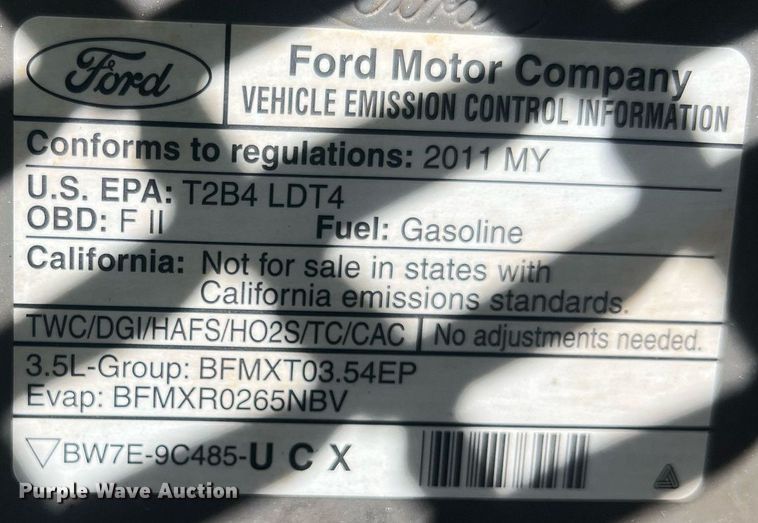 Ford
Ford
Ford Motor Company
VEHICLE EMISSION CONTROL INFORMATION
Conforms to regulations: 2011 MY
U.S. EPA: T2B4 LDT4
OBD: F II Fuel: Gasoline
California: Not for sale in states with
California emissions standards.
TWC/DGI/HAFS/HO2S/TC/CAC No adjustments needed.
3.5L-Group: BFMXT03.54EP
Evap: BFMXR0265NBV
BW7E-9C485-U C X
Purple Wave Auction